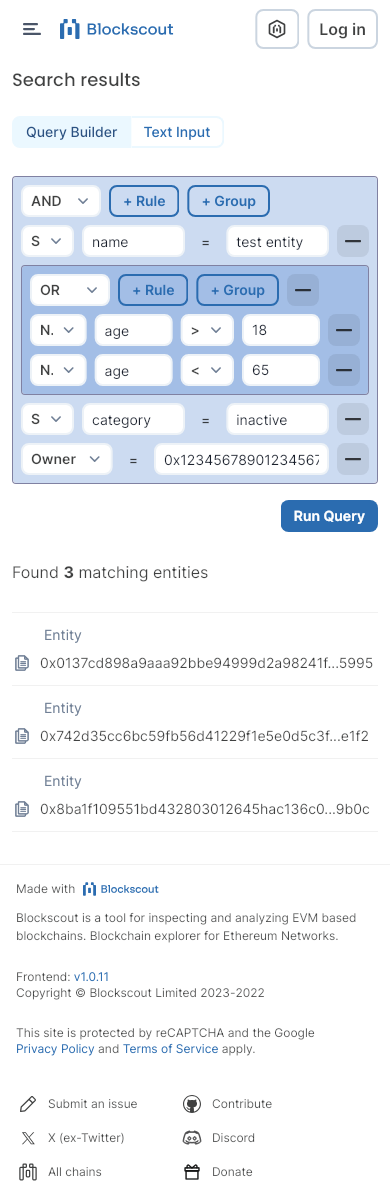 Blockscout
Log in
Search results
Query Builder Text Input
AND + Rule + Group
S name = test entity
OR + Rule + Group
N. age > 18
N. age < 65
S category = inactive
Owner = 0x12345678901234567
Run Query
Found 3 matching entities
Entity
0x0137cd898a9aaa92bbe94999d2a98241f...5995
Entity
0x742d35cc6bc59fb56d41229f1e5e0d5c3f...e1f2
Entity
0x8ba1f109551bd432803012645hac136c0...9b0c
Made with Blockscout
Blockscout is a tool for inspecting and analyzing EVM based
blockchains. Blockchain explorer for Ethereum Networks.
Frontend: v1.0.11
Copyright © Blockscout Limited 2023-2022
This site is protected by reCAPTCHA and the Google
Privacy Policy and Terms of Service apply.
Submit an issue Contribute
X (ex-Twitter) Discord
All chains Donate